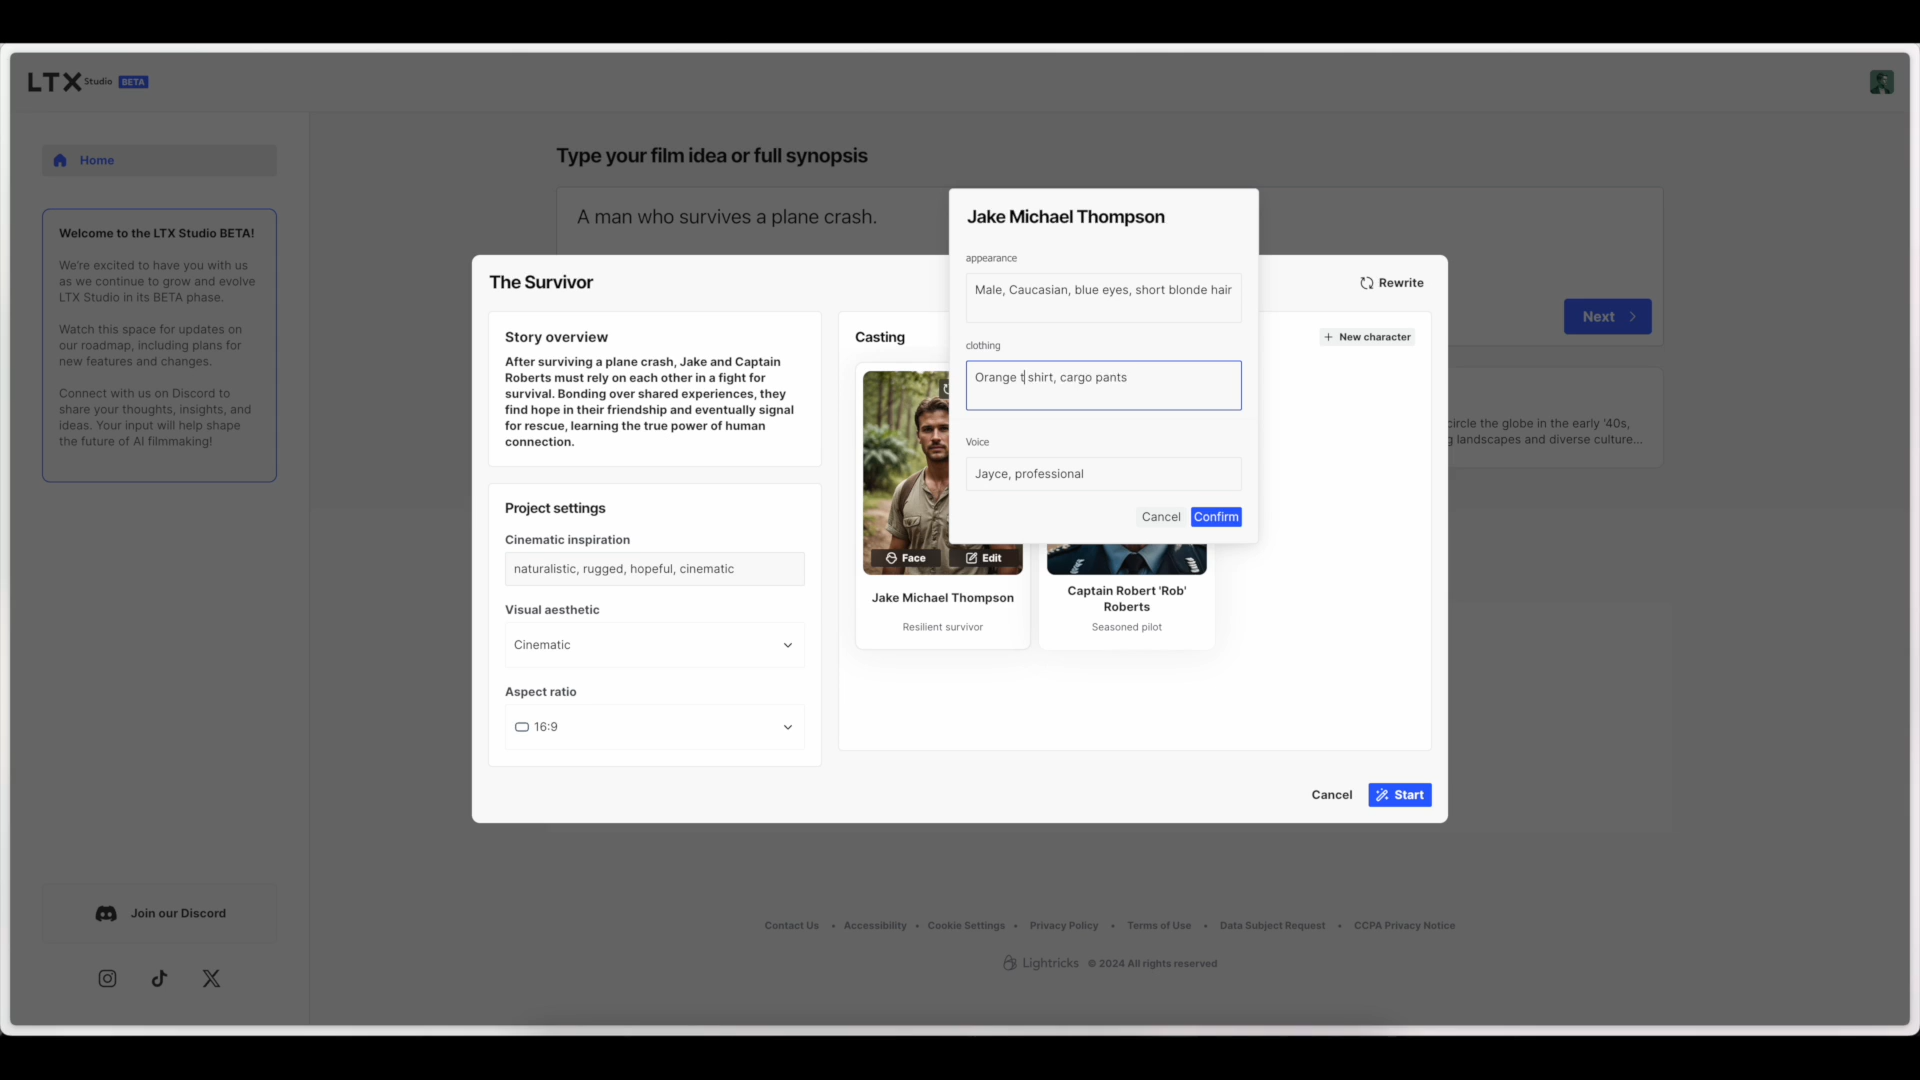 LTX Studio BETA
Home
Welcome to the LTX Studio BETA!
We're excited to have you with us
as we continue to grow and evolve
LTX Studio in its BETA phase.
Watch this space for updates on
our roadmap, including plans for
new features and changes.
Connect with us on Discord to
share your thoughts, insights, and
ideas. Your input will help shape
the future of AI filmmaking!
Join our Discord
Type your film idea or full synopsis
A man who survives a plane crash.
Next
circle the globe in the early '40s,
landscapes and diverse culture...
The Survivor
Rewrite
Story overview
After surviving a plane crash, Jake and Captain
Roberts must rely on each other in a fight for
survival. Bonding over shared experiences, they
find hope in their friendship and eventually signal
for rescue, learning the true power of human
connection.
Project settings
Cinematic inspiration
naturalistic, rugged, hopeful, cinematic
Visual aesthetic
Cinematic
Aspect ratio
16:9
Casting
+ New character
Face
Edit
Jake Michael Thompson
Resilient survivor
Captain Robert 'Rob'
Roberts
Seasoned pilot
Jake Michael Thompson
appearance
Male, Caucasian, blue eyes, short blonde hair
clothing
Orange t shirt, cargo pants
Voice
Jayce, professional
Cancel
Confirm
Cancel
Start
Contact Us • Accessibility • Cookie Settings • Privacy Policy • Terms of Use • Data Subject Request • CCPA Privacy Notice
Lightricks © 2024 All rights reserved